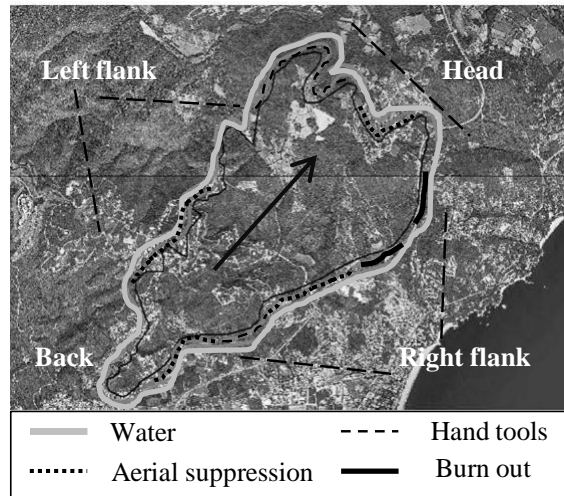 Left flank
Head
Back
Right flank
Water
Hand tools
Aerial suppression
Burn out